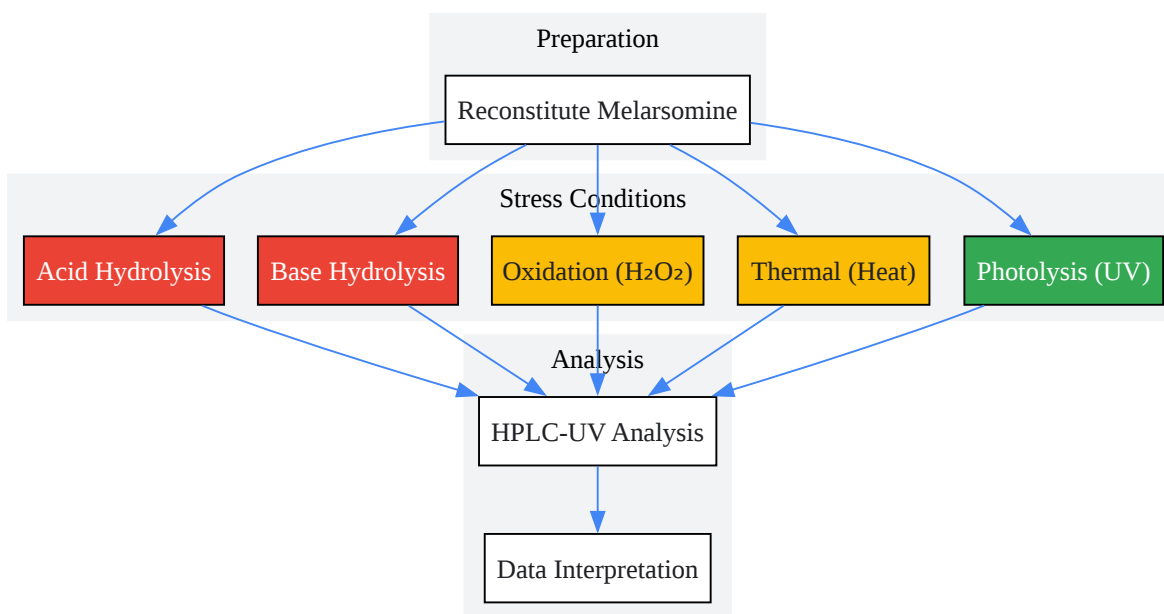 Preparation
Reconstitute Melarsomine
Stress Conditions
Acid Hydrolysis
Base Hydrolysis
Oxidation (H₂O₂)
Thermal (Heat)
Photolysis (UV)
Analysis
HPLC-UV Analysis
Data Interpretation